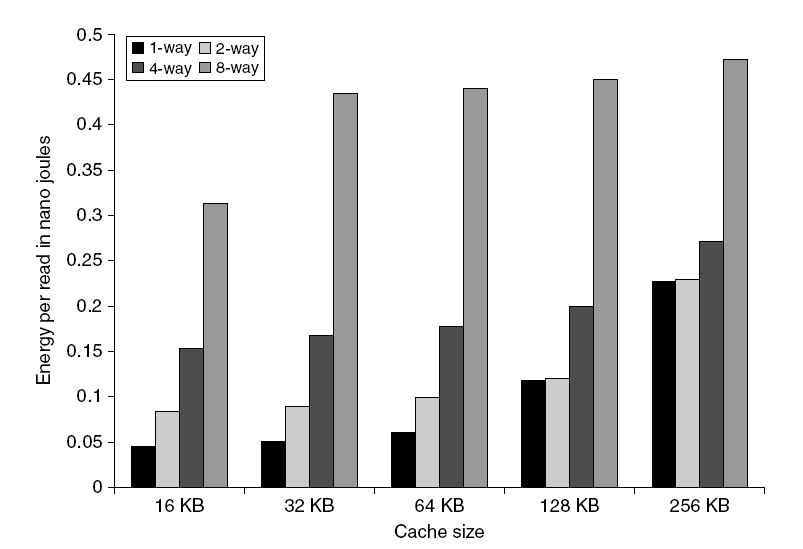 0.5
0.45
0.4
0.35
0.3
0.25
0.2
0.15
0.1
0.05
0
Energy per read in nano joules
1-way 2-way
4-way 8-way
16 KB 32 KB 64 KB 128 KB 256 KB
Cache size